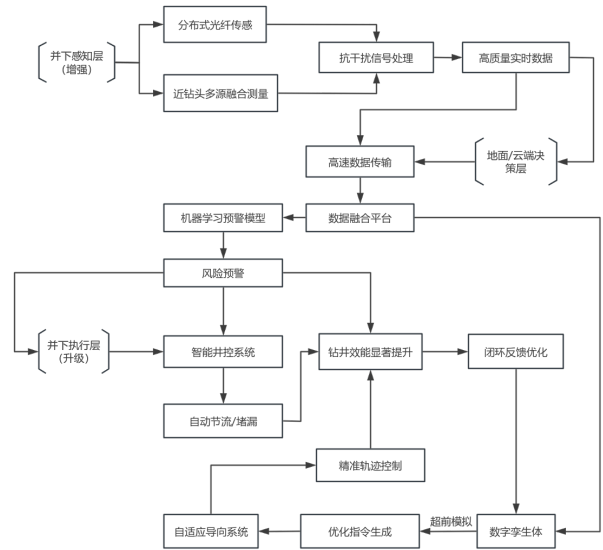 分布式光纤传感
井下感知层
（增强）
抗干扰信号处理
高质量实时数据
近钻头多源融合测量
高速数据传输
地面/云端决
策层
机器学习预警模型
数据融合平台
风险预警
井下执行层
（升级）
智能井控系统
钻井效能显著提升
闭环反馈优化
自动节流/堵漏
精准轨迹控制
自适应导向系统
优化指令生成
超前模拟
数字孪生体